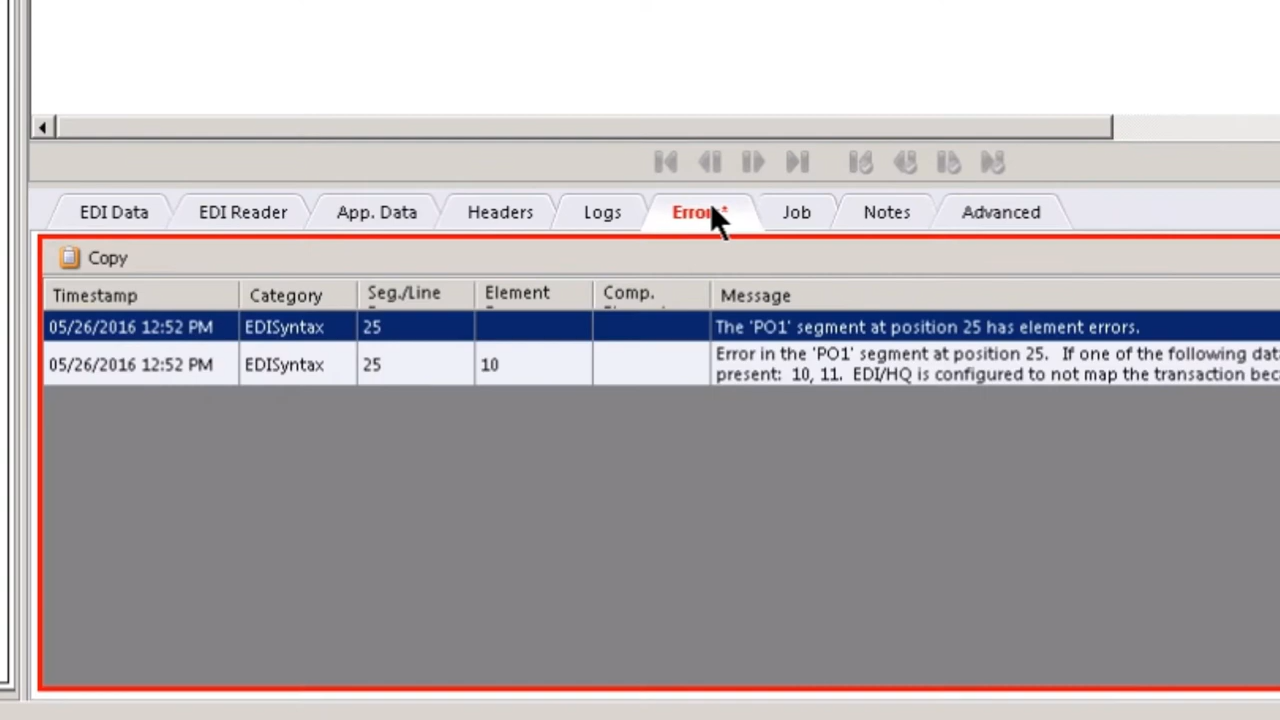 EDI Data EDI Reader App. Data Headers Logs Job Notes Advanced
Copy
Timestamp Category Seg./Line Element Comp. Message
05/26/2016 12:52 PM EDISyntax 25 The 'PO1' segment at position 25 has element errors.
05/26/2016 12:52 PM EDISyntax 25 10 Error in the 'PO1' segment at position 25. If one of the following
present: 10, 11. EDI/HQ is configured to not map the transaction